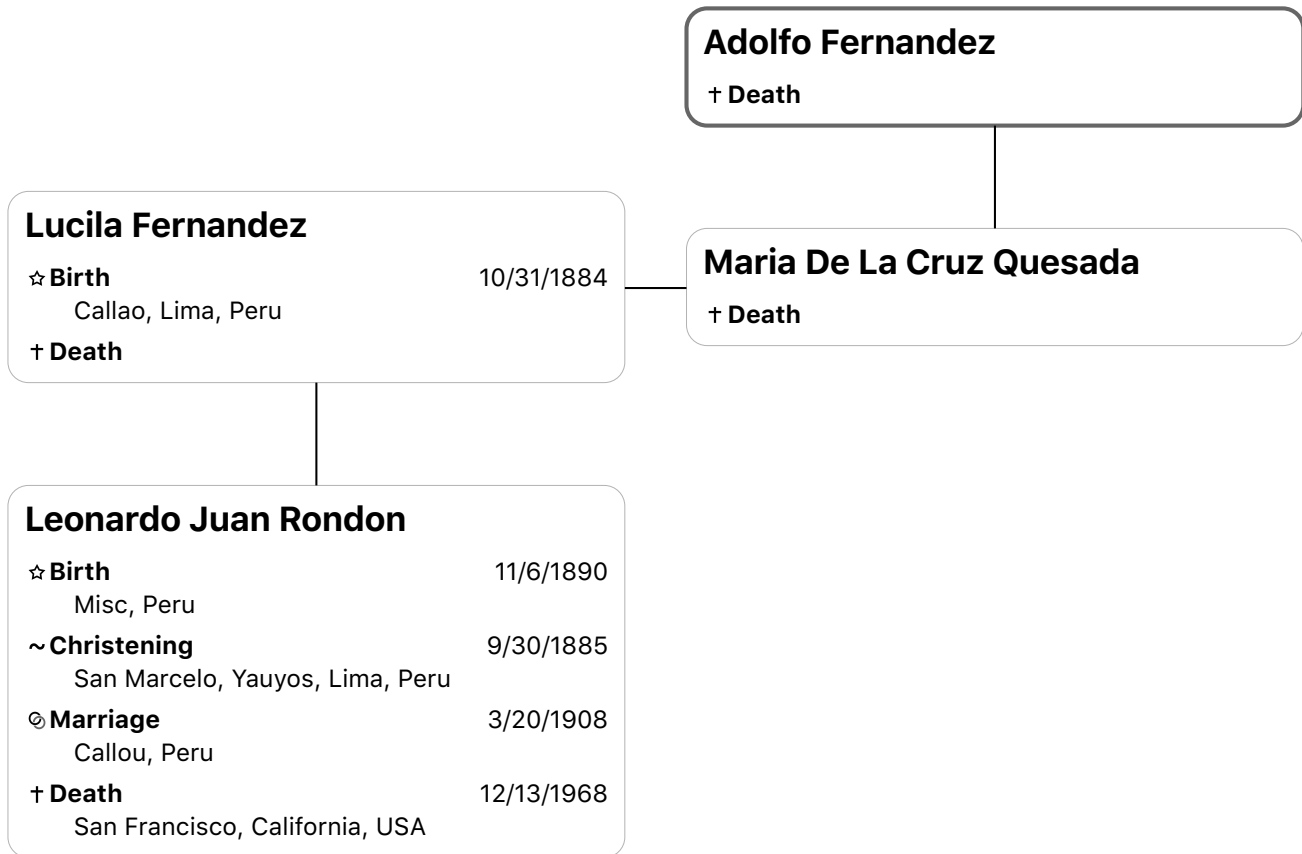 Adolfo Fernandez
† Death
Lucila Fernandez
☆ Birth 10/31/1884
Callao, Lima, Peru
† Death
Maria De La Cruz Quesada
† Death
Leonardo Juan Rondon
☆ Birth 11/6/1890
Misc, Peru
~ Christening 9/30/1885
San Marcelo, Yauyos, Lima, Peru
Marriage 3/20/1908
Callou, Peru
† Death 12/13/1968
San Francisco, California, USA